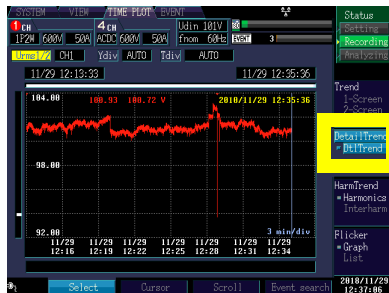 SYSTEM VIEW TIME PLOT EVENT
Status
1CH 4CH Udin 101V
Setting
1P2W 600V 50A ACDC 600V 50A fnom 60Hz EVENT 3
Recording
Analyzing
Urms1/2 CH1 Ydiv AUTO Tdiv AUTO
11/29 12:13:33 11/29 12:35:36
Trend
1-Screen
2-Screen
104.00 100.93 100.72 V 2010/11/29 12:35:36
DetailTrend
DtlTrend
98.00
HarmTrend
Harmonics
Interharm
92.00 3 min/div
Flicker
Graph
List
11/29 11/29 11/29 11/29 11/29 11/29 11/29
12:16 12:19 12:22 12:25 12:28 12:31 12:34
Select Cursor Scroll Event search
2018/11/29
12:37:06